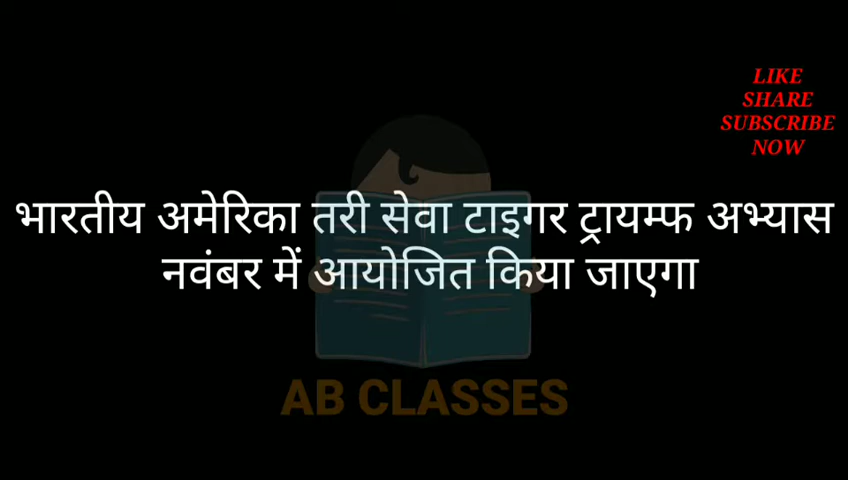 LIKE
SHARE
SUBSCRIBE
NOW
भारतीय अमेरिका तरी सेवा टाइगर ट्रायम्फ अभ्यास
नवंबर में आयोजित किया जाएगा
AB CLASSES